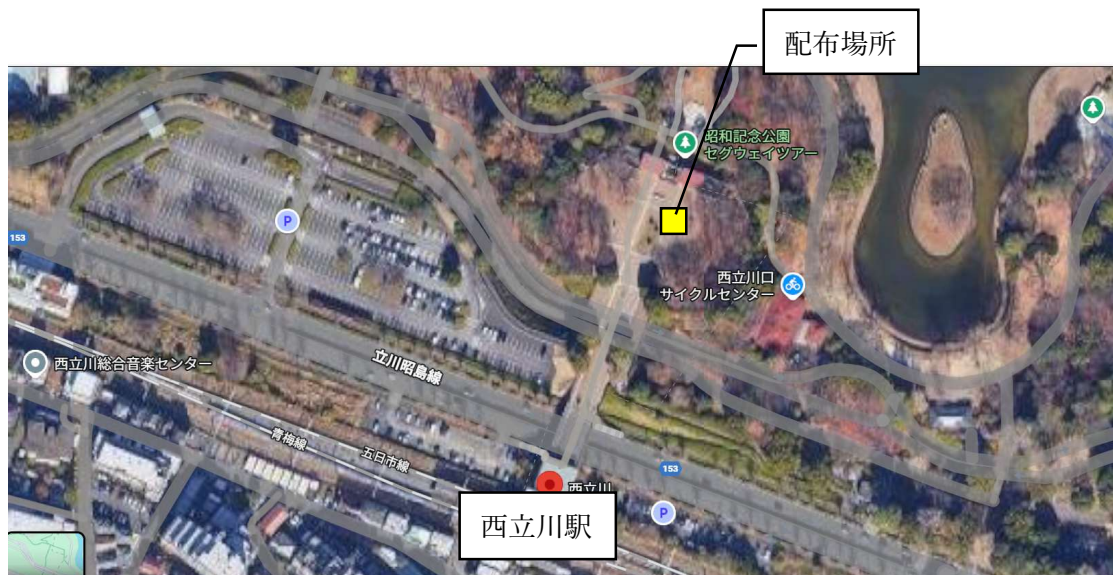 配布場所
昭和記念公園
セグウェイツアー
P
153
西立川口
サイクルセンター
西立川総合音楽センター
立川昭島線
青梅線
五日市線
153
西立川
P
西立川駅